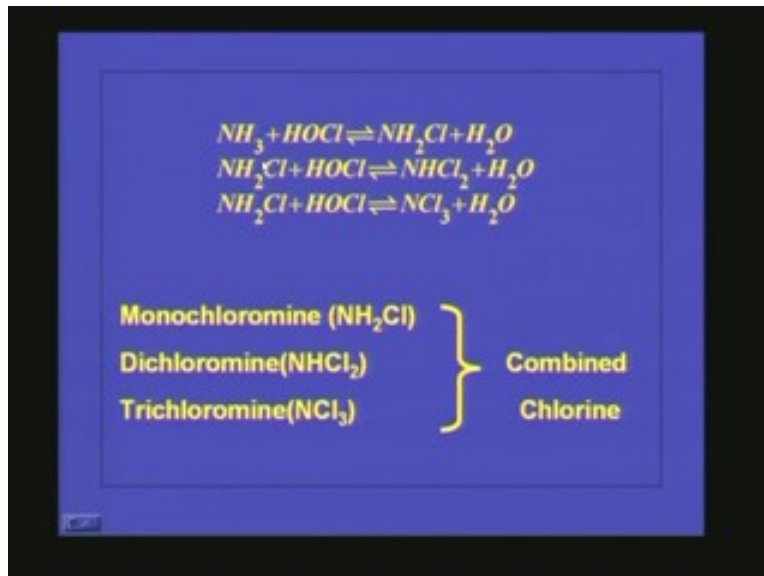 NH₃+HOCl⇌NH₂Cl+H₂O
NH₂Cl+HOCl⇌NHCl₂+H₂O
NH₂Cl+HOCl⇌NCl₃+H₂O
Monochloromine (NH₂Cl)
Dichloromine(NHCl₂) Combined
Trichloromine(NCl₃) Chlorine